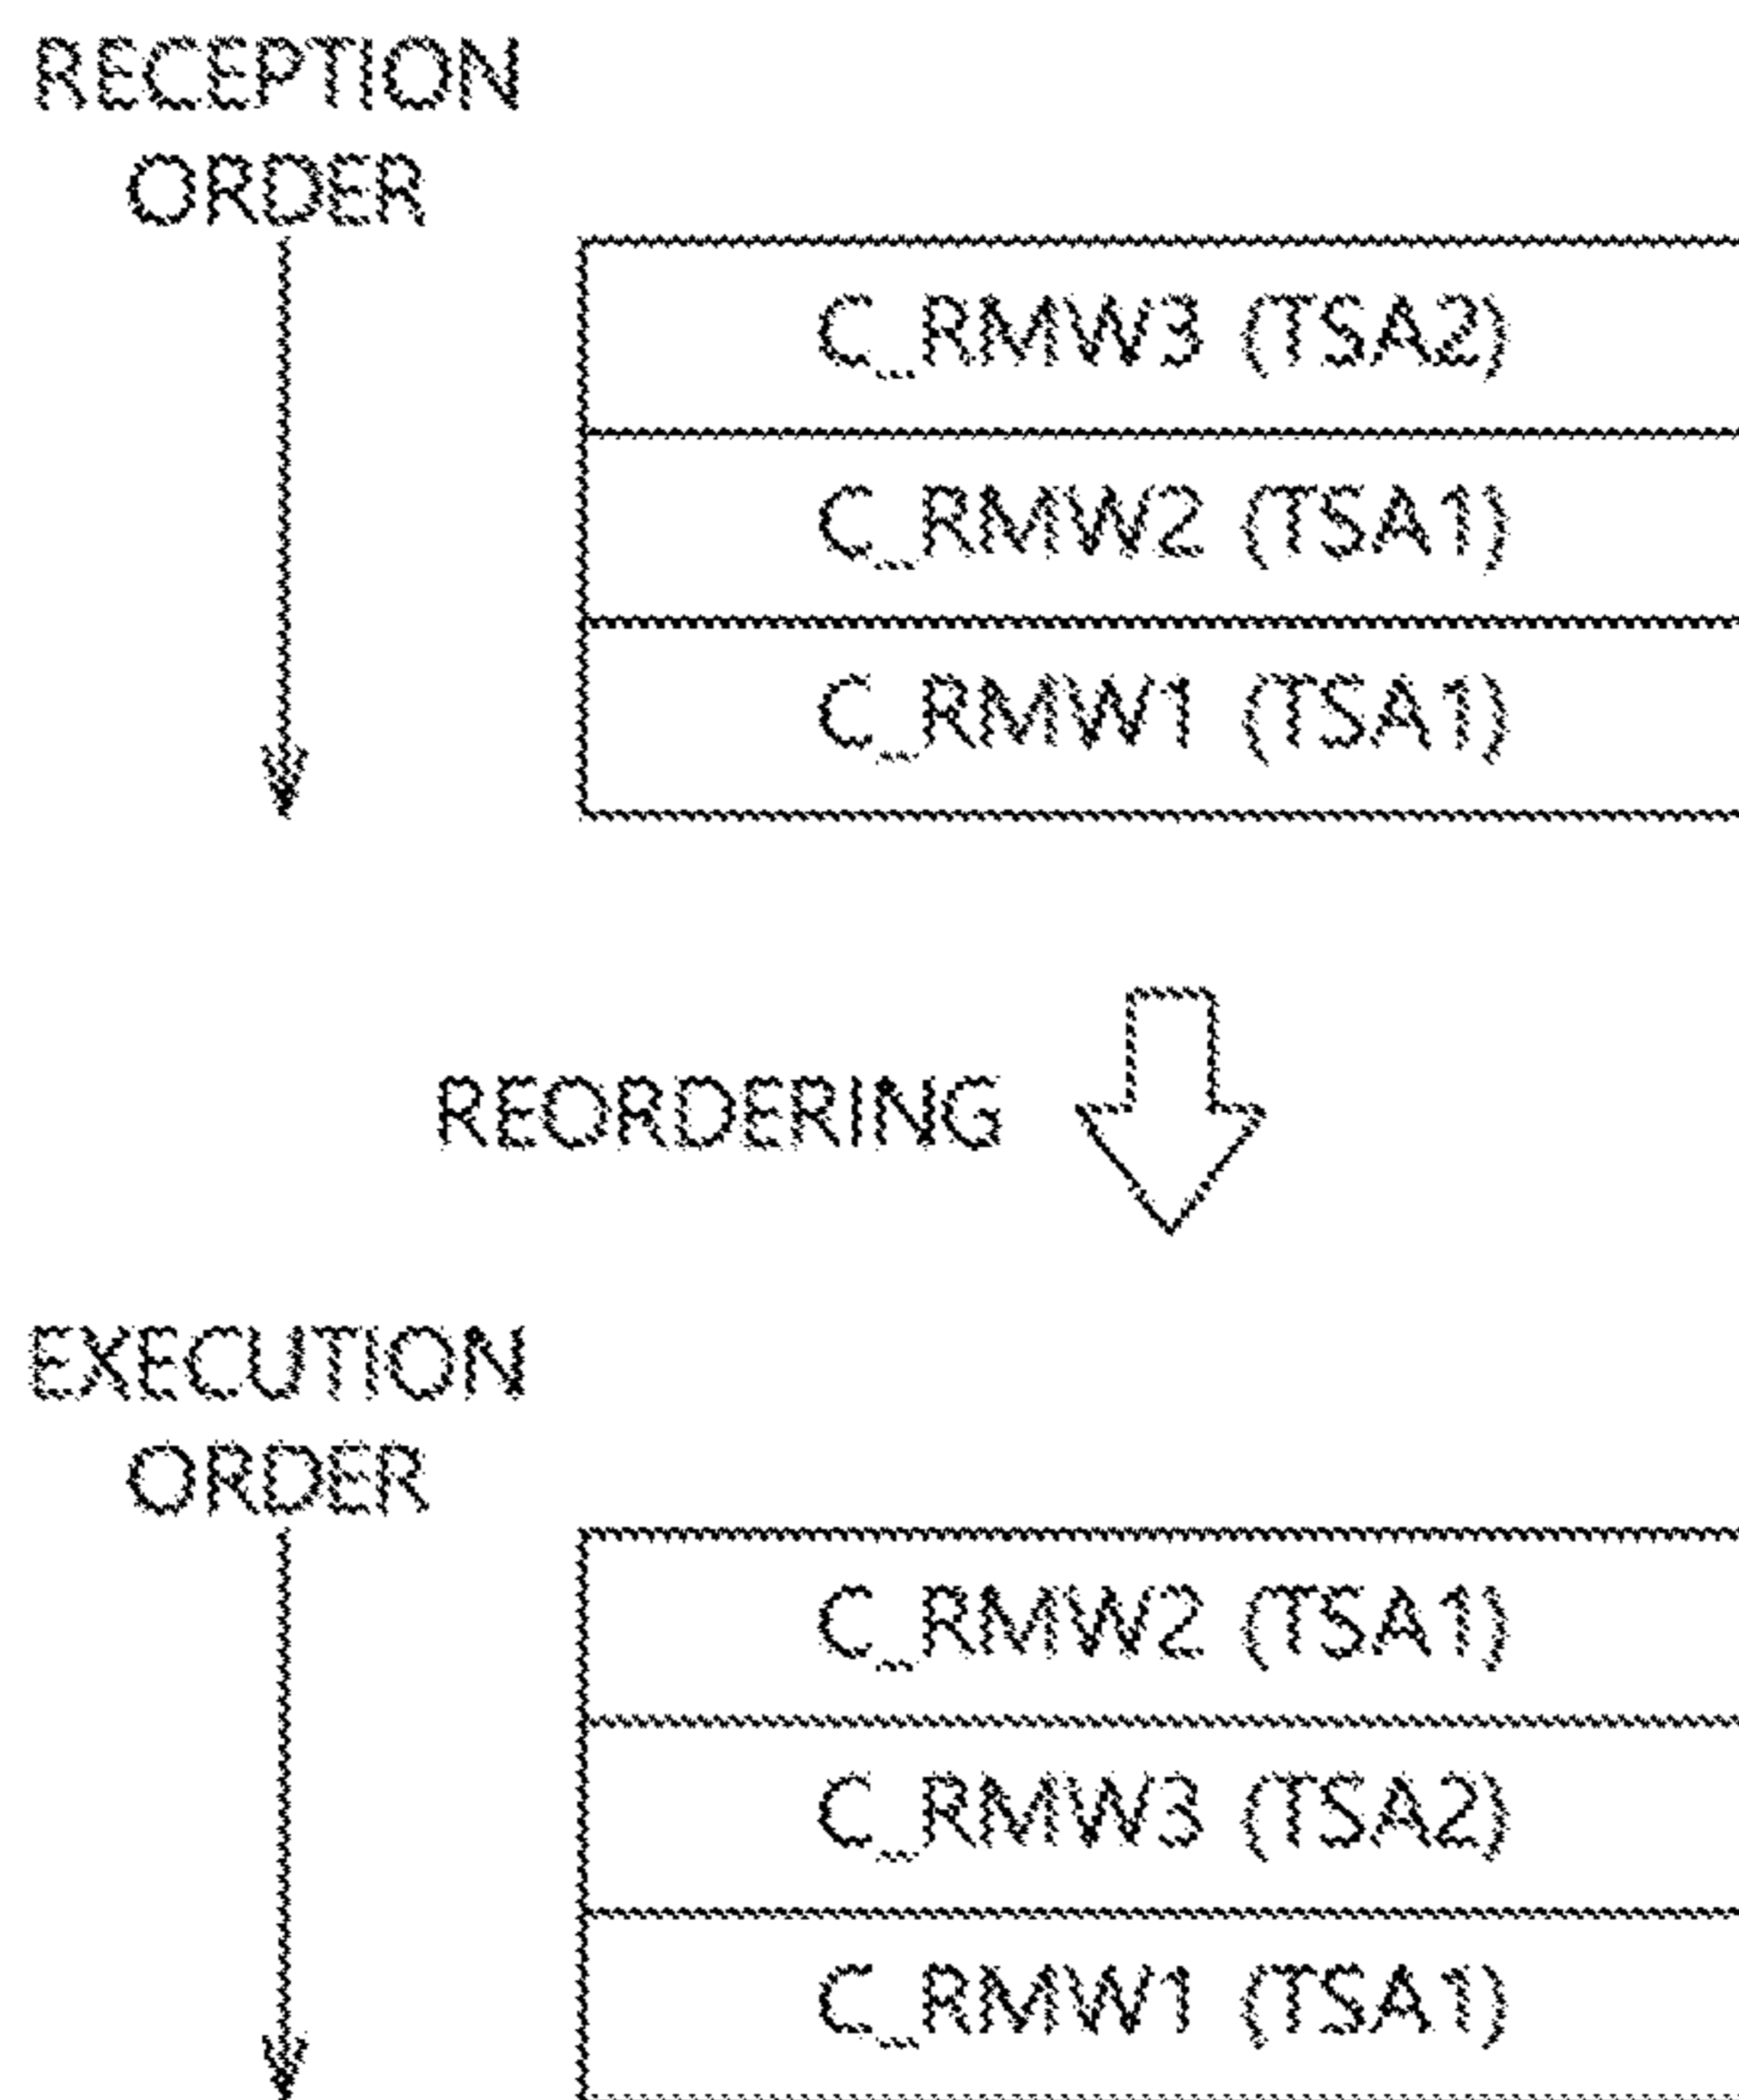 RECEPTION
ORDER
C_RMW3 (TSA2)
C_RMW2 (TSA1)
C_RMW1 (TSA1)
REORDERING
EXECUTION
ORDER
C_RMW2 (TSA1)
C_RMW3 (TSA2)
C_RMW1 (TSA1)